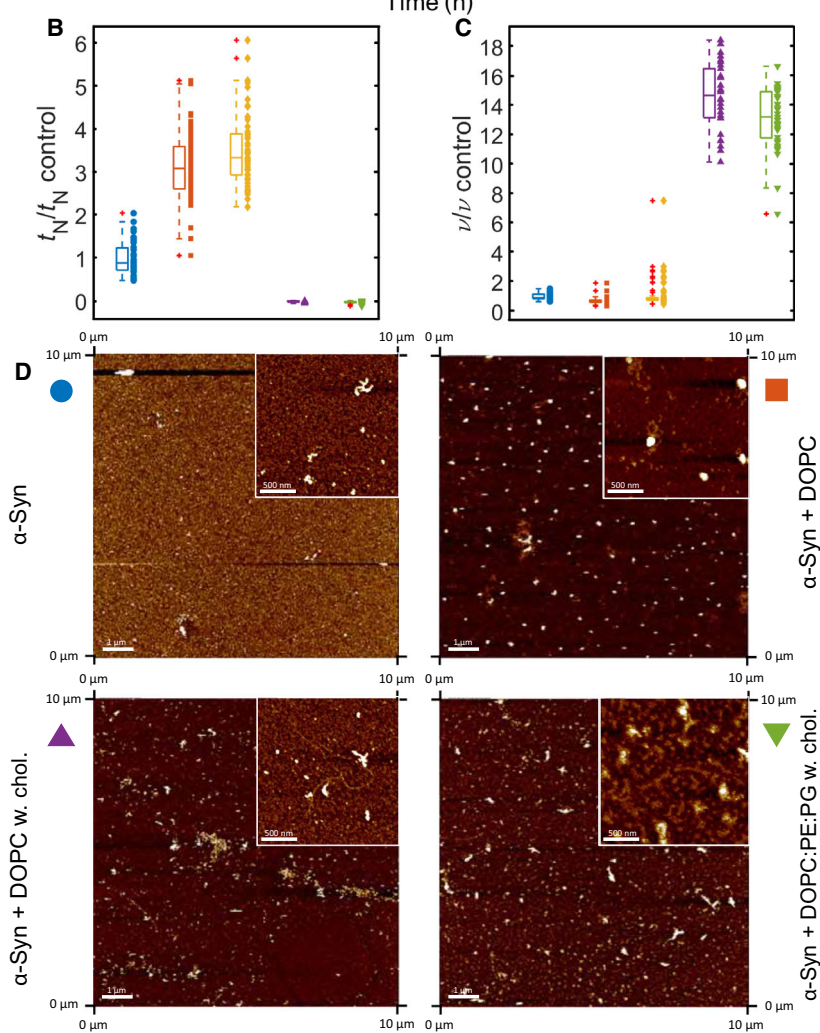 Time (h)
B
C
t_N/t_N control
6
5
4
3
2
1
0
ν/ν control
18
16
14
12
10
8
6
4
2
0
0 µm
10 µm
0 µm
10 µm
D
10 µm
10 µm
α-Syn
500 nm
1 µm
α-Syn + DOPC
500 nm
1 µm
0 µm
0 µm
0 µm
10 µm
0 µm
10 µm
10 µm
10 µm
α-Syn + DOPC w. chol.
500 nm
1 µm
α-Syn + DOPC:PE:PG w. chol.
500 nm
1 µm
0 µm
0 µm
0 µm
10 µm
0 µm
10 µm